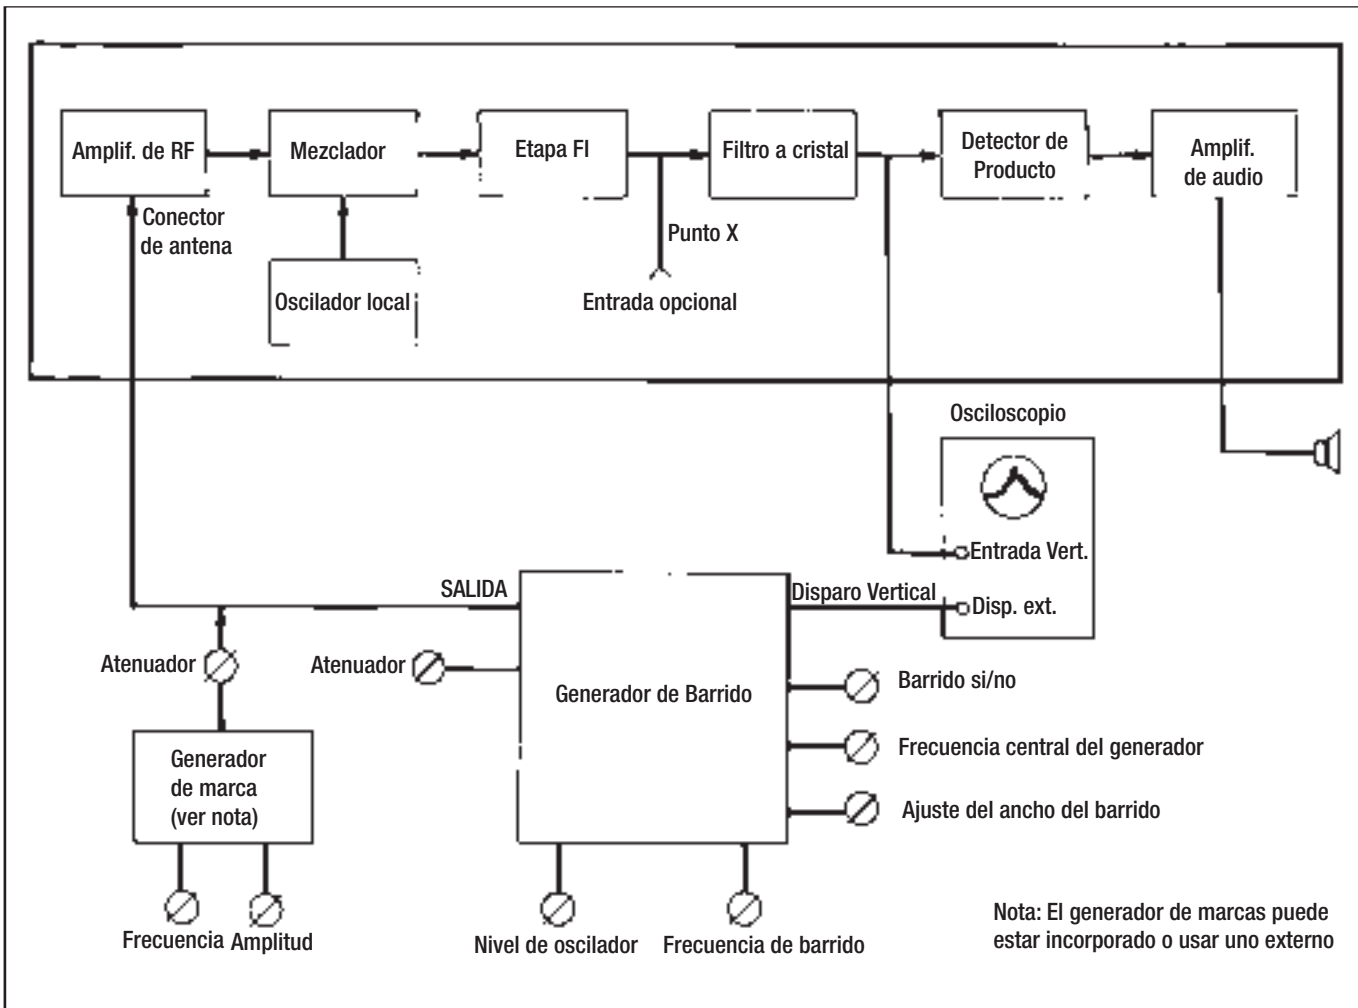 Amplif. de RF
Mezclador
Etapa FI
Filtro a cristal
Detector de
Producto
Amplif.
de audio
Conector
de antena
Punto X
Oscilador local
Entrada opcional
Osciloscopio
Entrada Vert.
SALIDA
Disparo Vertical
Disp. ext.
Atenuador
Atenuador
Generador de Barrido
Barrido si/no
Frecuencia central del generador
Generador
de marca
(ver nota)
Ajuste del ancho del barrido
Frecuencia
Amplitud
Nivel de oscilador
Frecuencia de barrido
Nota: El generador de marcas puede
estar incorporado o usar uno externo